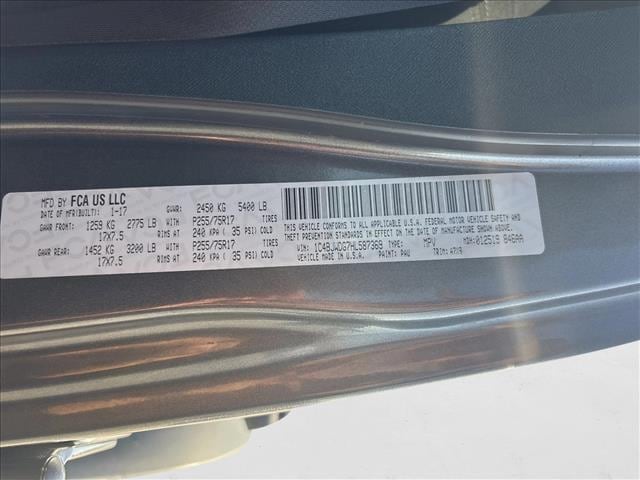 MFD BY FCA US LLC
DATE OF MFR(BUILT): 1-17 GVWR: 2450 KG 5400 LB
GAWR FRONT: 1259 KG 2775 LB WITH P255/75R17 TIRES
17X7.5 RIMS AT 240 KPA ( 35 PSI) COLD
GAWR REAR: 1452 KG 3200 LB WITH P255/75R17 TIRES
17X7.5 RIMS AT 240 KPA ( 35 PSI) COLD
THIS VEHICLE CONFORMS TO ALL APPLICABLE U.S.A. FEDERAL MOTOR VEHICLE SAFETY AND
THEFT PREVENTION STANDARDS IN EFFECT ON THE DATE OF MANUFACTURE SHOWN ABOVE.
VIN: 1C4BJWDG7HL587369 TYPE: MPV MDH:012519 846AA
VEHICLE MADE IN U.S.A. PAINT: PAU TRIM: A7X9